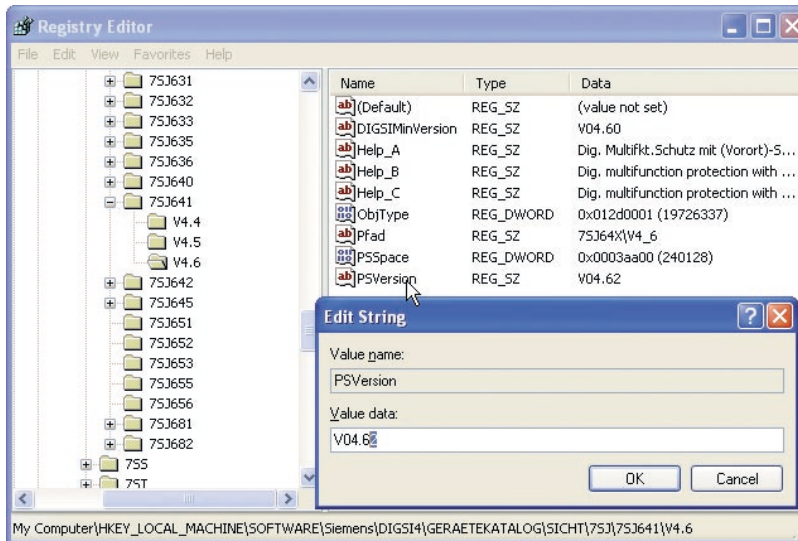 Registry Editor
File Edit View Favorites Help
7SJ631
7SJ632
7SJ633
7SJ635
7SJ636
7SJ640
7SJ641
V4.4
V4.5
V4.6
7SJ642
7SJ645
7SJ651
7SJ652
7SJ653
7SJ655
7SJ656
7SJ681
7SJ682
7SS
7ST
Name Type Data
(Default) REG_SZ (value not set)
DIGSIMinVersion REG_SZ V04.60
Help_A REG_SZ Dig. Multifkt.Schutz mit (Vorort)-S...
Help_B REG_SZ Dig. multifunction protection with ...
Help_C REG_SZ Dig. multifunction protection with ...
ObjType REG_DWORD 0x012d0001 (19726337)
Pfad REG_SZ 7SJ64X\V4_6
PSSpace REG_DWORD 0x0003aa00 (240128)
PSVersion REG_SZ V04.62
Edit String
Value name:
PSVersion
Value data:
V04.62
OK Cancel
My Computer\HKEY_LOCAL_MACHINE\SOFTWARE\Siemens\DIGSI4\GERAETEKATALOG\SICHT\7SJ\7SJ641\V4.6